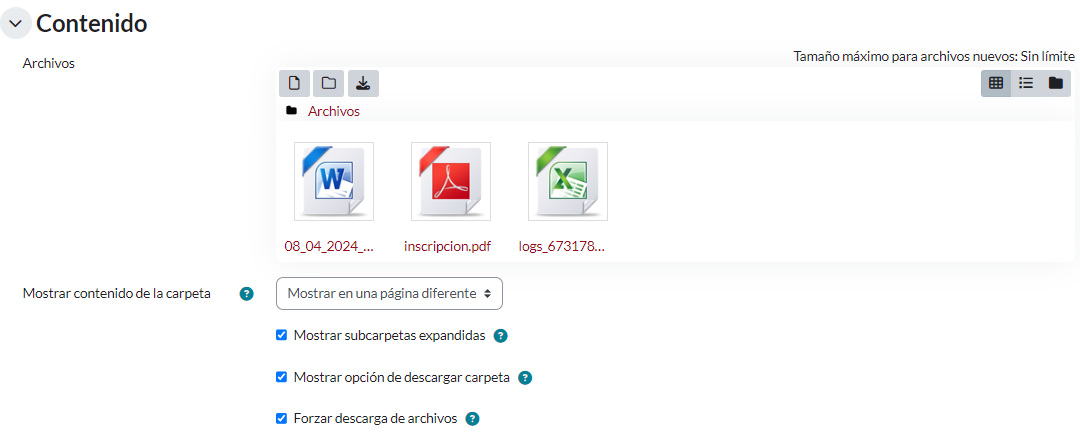 Contenido
Archivos
Tamaño máximo para archivos nuevos: Sin límite
Archivos
08_04_2024_...
inscripcion.pdf
logs_673178...
Mostrar contenido de la carpeta
Mostrar en una página diferente
Mostrar subcarpetas expandidas
Mostrar opción de descargar carpeta
Forzar descarga de archivos